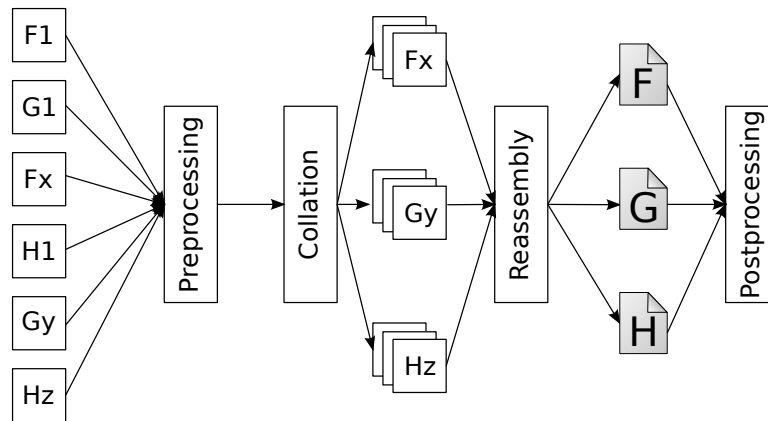 F1
G1
Fx
H1
Gy
Hz
Preprocessing
Collation
Fx
Gy
Hz
Reassembly
F
G
H
Postprocessing